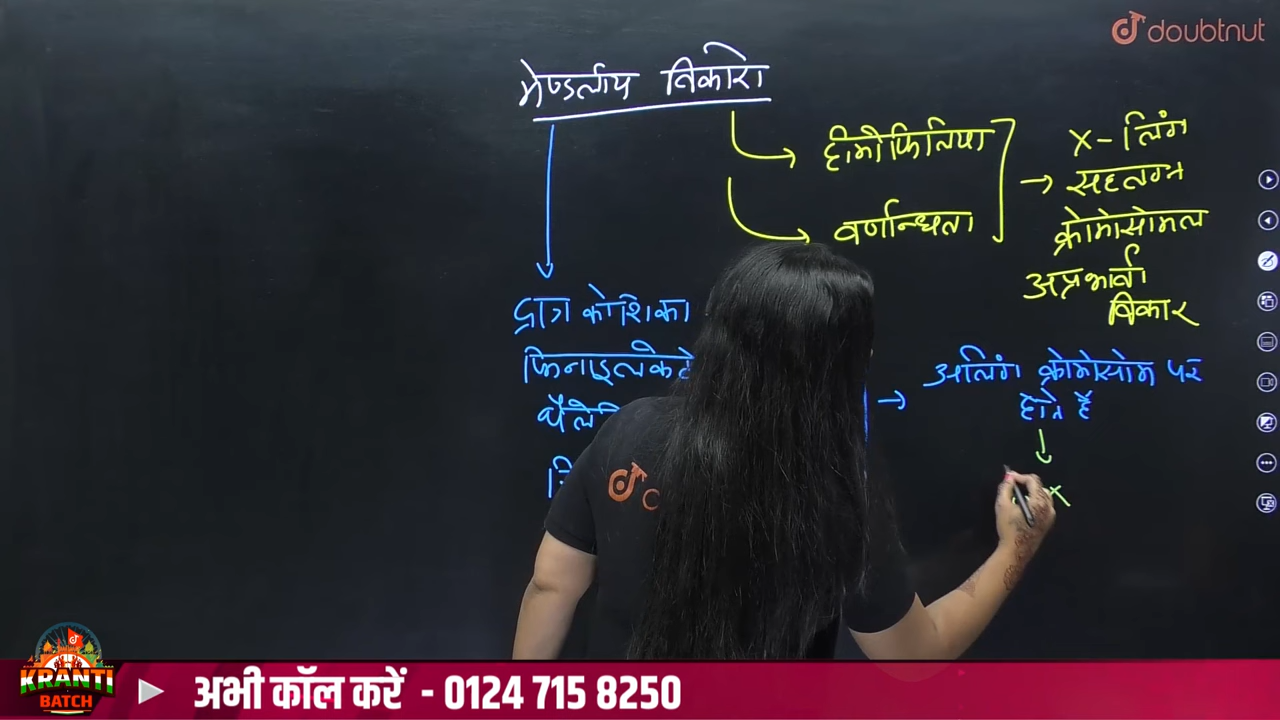 doubtnut
मेण्डलीय विकारो
हीमोफिलिया
वर्णान्धता
X-लिंग
सहलग्न
क्रोमोसोमल
अप्रभावी
विकार
कोशिका
अलिंग क्रोमोसोम पर
होते है
x
KRANTI
BATCH
अभी कॉल करें - 0124 715 8250